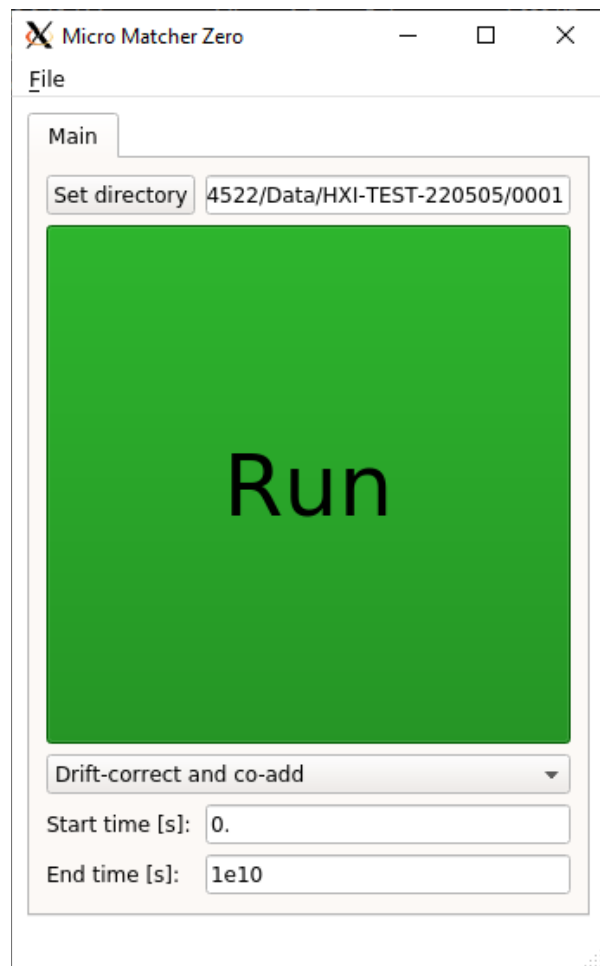 Micro Matcher Zero
File
Main
Set directory 4522/Data/HXI-TEST-220505/0001
Run
Drift-correct and co-add
Start time [s]: 0.
End time [s]: 1e10